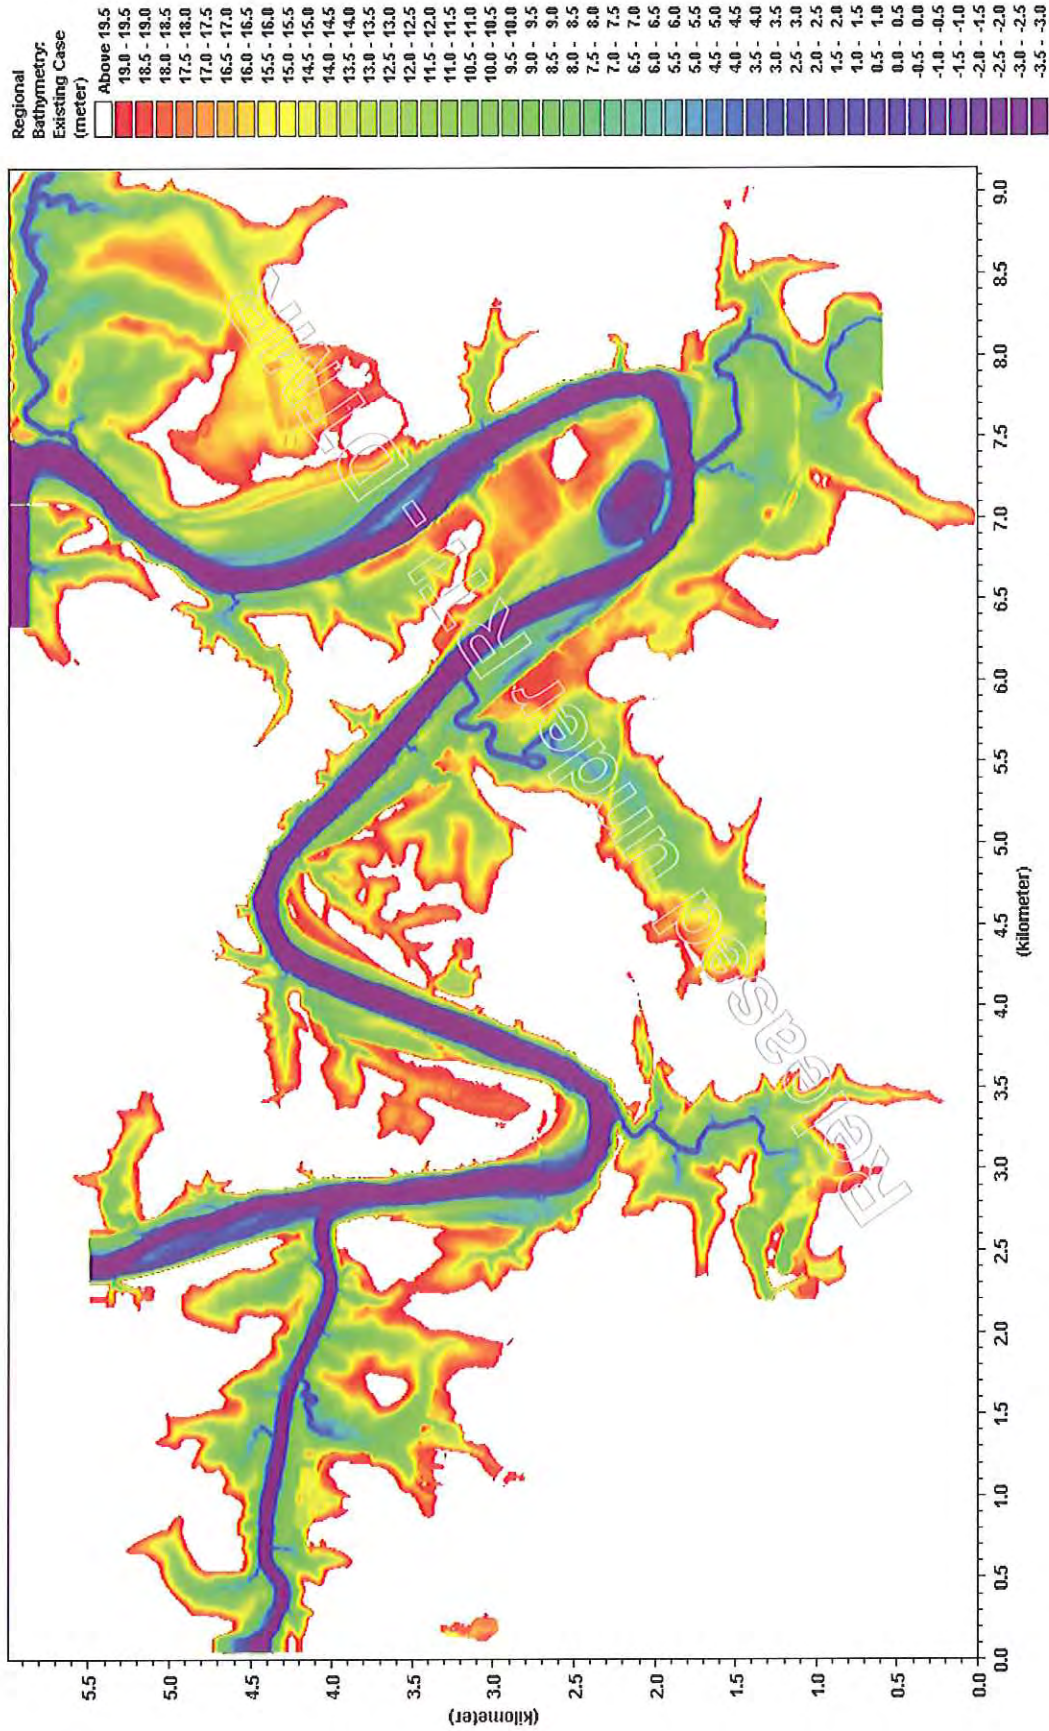 Regional
Bathymetry:
Existing Case
(meter)
Above 19.5
19.0 - 19.5
18.5 - 19.0
18.0 - 18.5
17.5 - 18.0
17.0 - 17.5
16.5 - 17.0
16.0 - 16.5
15.5 - 16.0
15.0 - 15.5
14.5 - 15.0
14.0 - 14.5
13.5 - 14.0
13.0 - 13.5
12.5 - 13.0
12.0 - 12.5
11.5 - 12.0
11.0 - 11.5
10.5 - 11.0
10.0 - 10.5
9.5 - 10.0
9.0 - 9.5
8.5 - 9.0
8.0 - 8.5
7.5 - 8.0
7.0 - 7.5
6.5 - 7.0
6.0 - 6.5
5.5 - 6.0
5.0 - 5.5
4.5 - 5.0
4.0 - 4.5
3.5 - 4.0
3.0 - 3.5
2.5 - 3.0
2.0 - 2.5
1.5 - 2.0
1.0 - 1.5
0.5 - 1.0
0.0 - 0.5
-0.5 - 0.0
-1.0 - -0.5
-1.5 - -1.0
-2.0 - -1.5
-2.5 - -2.0
-3.0 - -2.5
-3.5 - -3.0
(kilometer)
5.5
5.0
4.5
4.0
3.5
3.0
2.5
2.0
1.5
1.0
0.5
0.0
0.0 0.5 1.0 1.5 2.0 2.5 3.0 3.5 4.0 4.5 5.0 5.5 6.0 6.5 7.0 7.5 8.0 8.5 9.0
(kilometer)
Released under RTI - DTMR